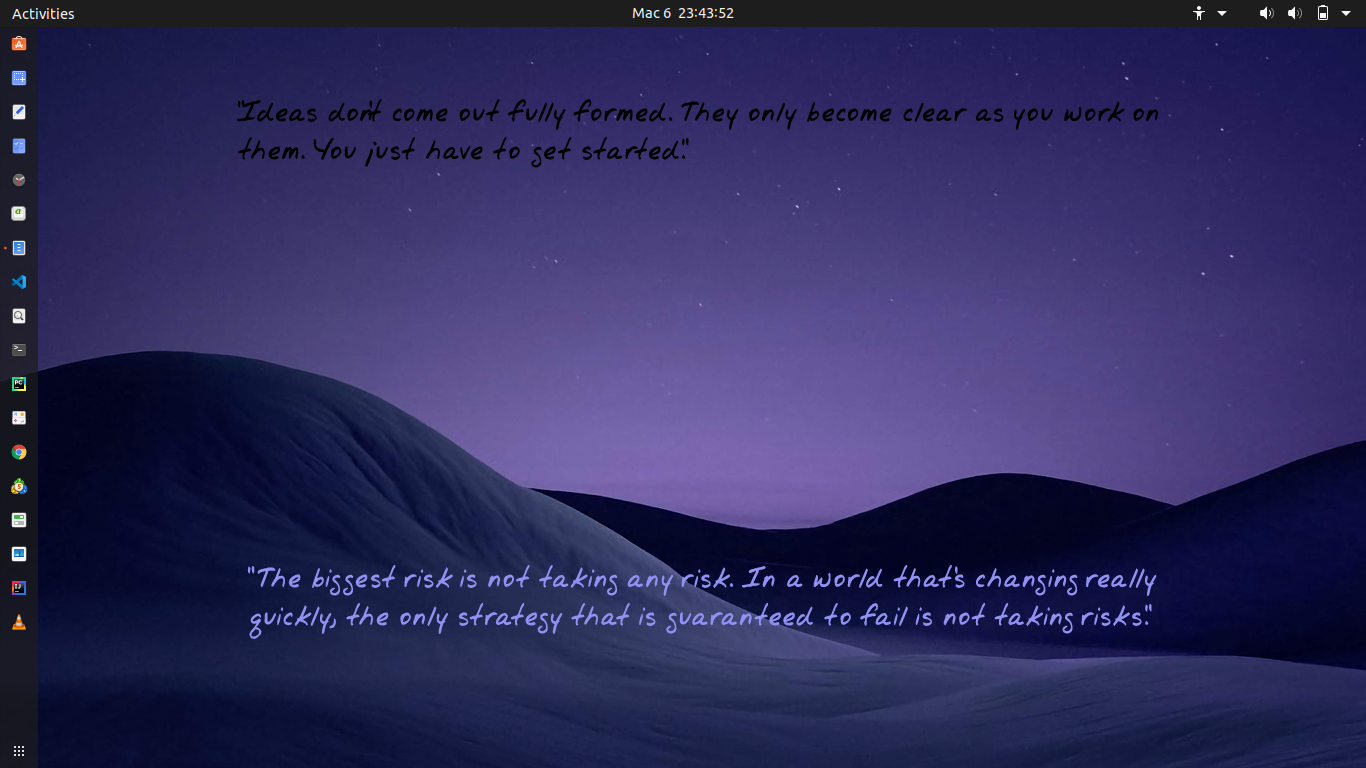 Activities
Mac 6 23:43:52
"Ideas don't come out fully formed. They only become clear as you work on
them. You just have to get started."
"The biggest risk is not taking any risk. In a world that's changing really
quickly, the only strategy that is guaranteed to fail is not taking risks."